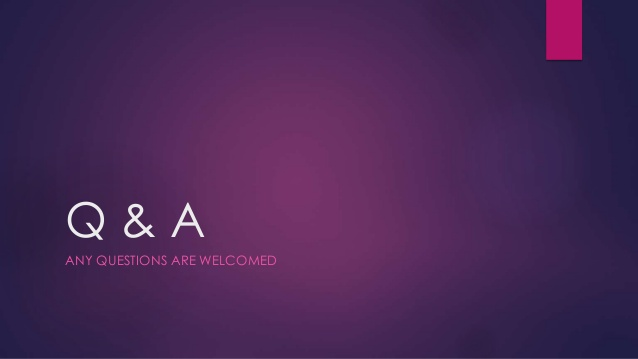 Q & A
ANY QUESTIONS ARE WELCOMED